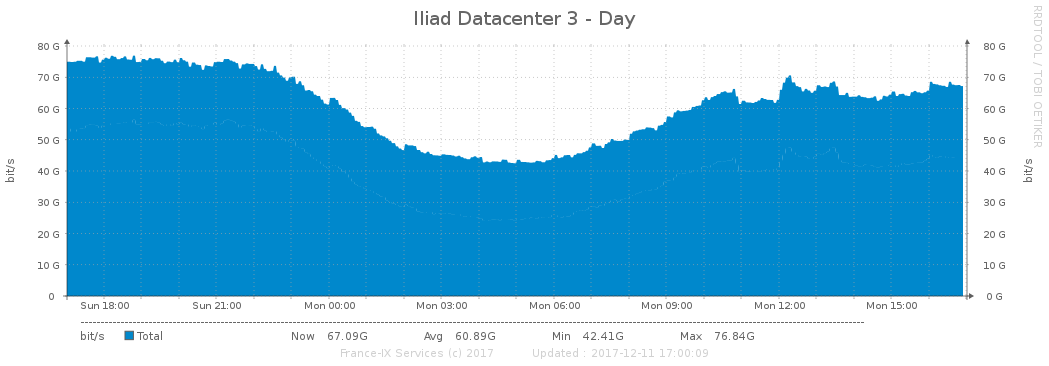 Iliad Datacenter 3 - Day
RRDTOOL / TOBI OETIKER
bit/s
80 G 80 G
70 G 70 G
60 G 60 G
50 G 50 G
40 G 40 G
30 G 30 G
20 G 20 G
10 G 10 G
0 0 G
bit/s
Sun 18:00 Sun 21:00 Mon 00:00 Mon 03:00 Mon 06:00 Mon 09:00 Mon 12:00 Mon 15:00
bit/s Total Now 67.09G Avg 60.89G Min 42.41G Max 76.84G
France-IX Services (c) 2017 Updated : 2017-12-11 17:00:09